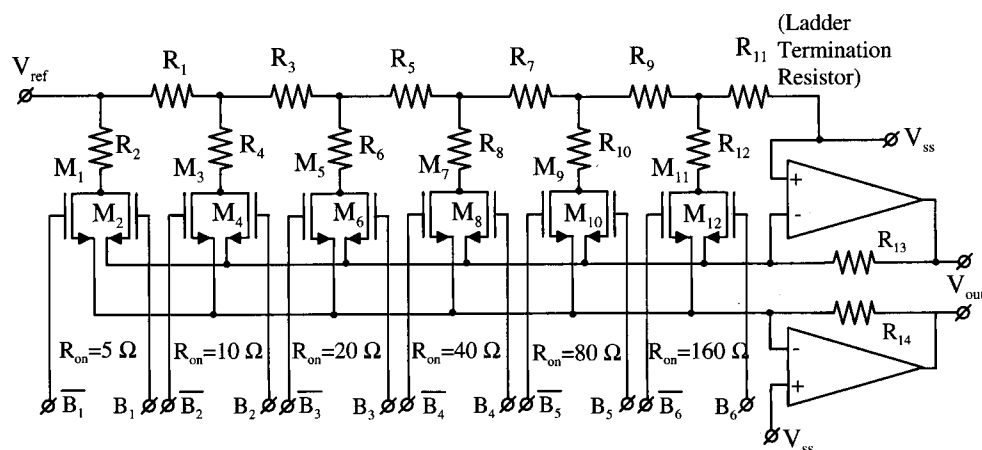 (Ladder
Termination
Resistor)
V_ref R_1 R_3 R_5 R_7 R_9 R_11
R_2 R_4 R_6 R_8 R_10 R_12 V_ss
M_1 M_3 M_5 M_7 M_9 M_11 +
M_2 M_4 M_6 M_8 M_10 M_12 -
R_13
V_out
R_14
R_on=5 Ω R_on=10 Ω R_on=20 Ω R_on=40 Ω R_on=80 Ω R_on=160 Ω -
+
B̅_1 B_1 B̅_2 B_2 B̅_3 B_3 B̅_4 B_4 B̅_5 B_5 B̅_6 B_6
V_ss